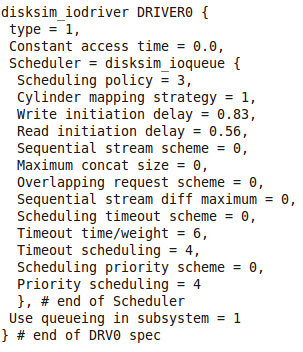 disksim_iodriver DRIVER0 {
type = 1,
Constant access time = 0.0,
Scheduler = disksim_ioqueue {
Scheduling policy = 3,
Cylinder mapping strategy = 1,
Write initiation delay = 0.83,
Read initiation delay = 0.56,
Sequential stream scheme = 0,
Maximum concat size = 0,
Overlapping request scheme = 0,
Sequential stream diff maximum = 0,
Scheduling timeout scheme = 0,
Timeout time/weight = 6,
Timeout scheduling = 4,
Scheduling priority scheme = 0,
Priority scheduling = 4
}, # end of Scheduler
Use queueing in subsystem = 1
} # end of DRV0 spec